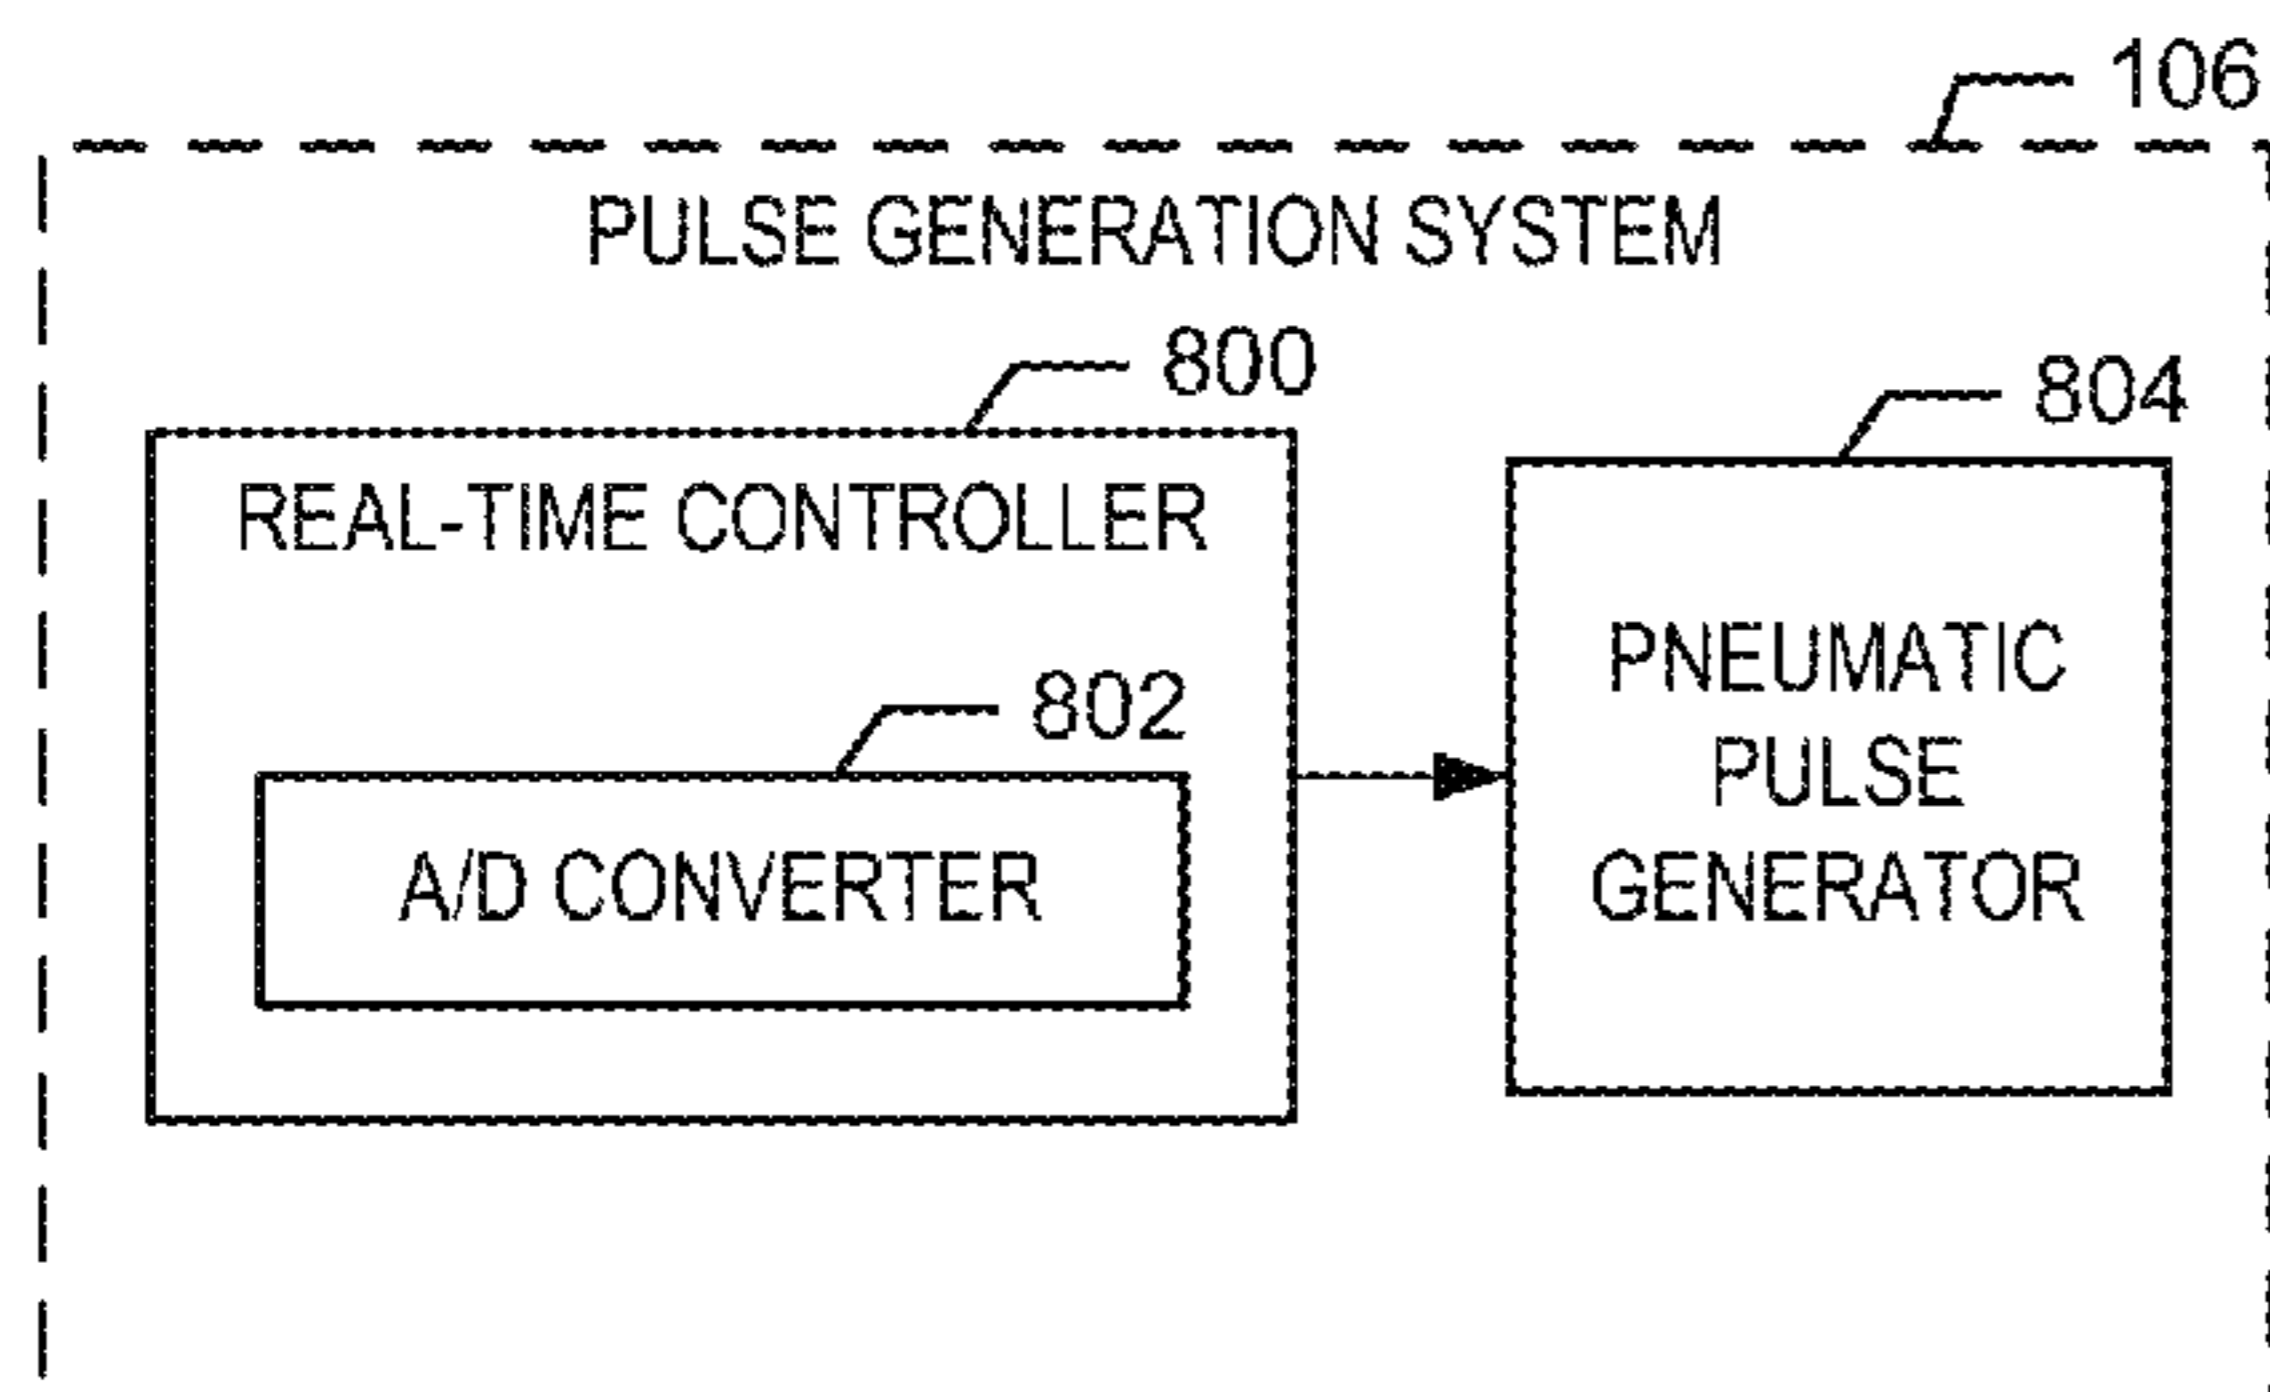 106
PULSE GENERATION SYSTEM
800
804
REAL-TIME CONTROLLER
802
A/D CONVERTER
PNEUMATIC
PULSE
GENERATOR